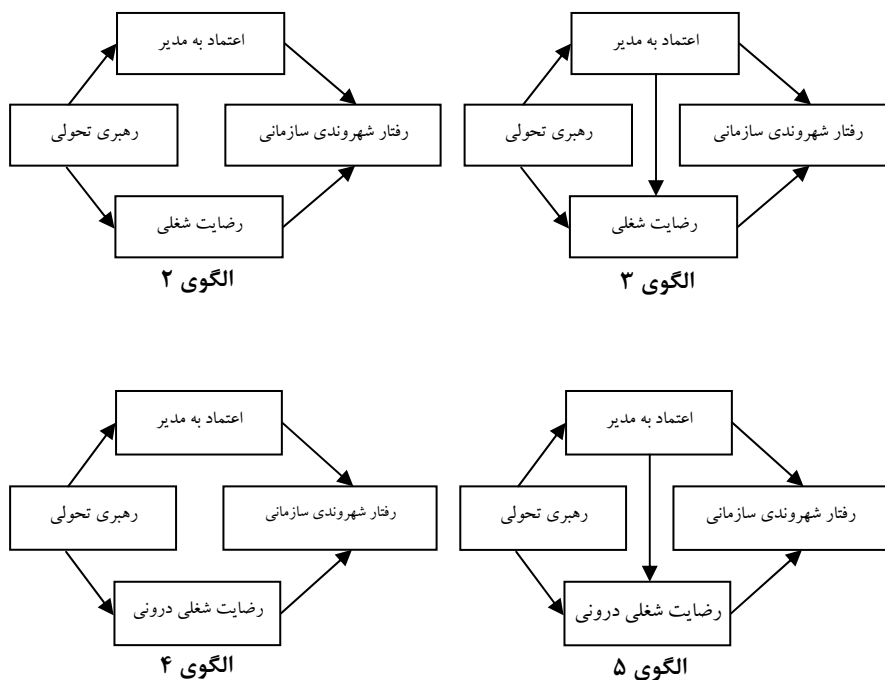 اعتماد به مدیر
رهبری تحولی
رفتار شهروندی سازمانی
رضایت شغلی
الگوی ۲
اعتماد به مدیر
رهبری تحولی
رفتار شهروندی سازمانی
رضایت شغلی
الگوی ۳
اعتماد به مدیر
رهبری تحولی
رفتار شهروندی سازمانی
رضایت شغلی درونی
الگوی ۴
اعتماد به مدیر
رهبری تحولی
رفتار شهروندی سازمانی
رضایت شغلی درونی
الگوی ۵